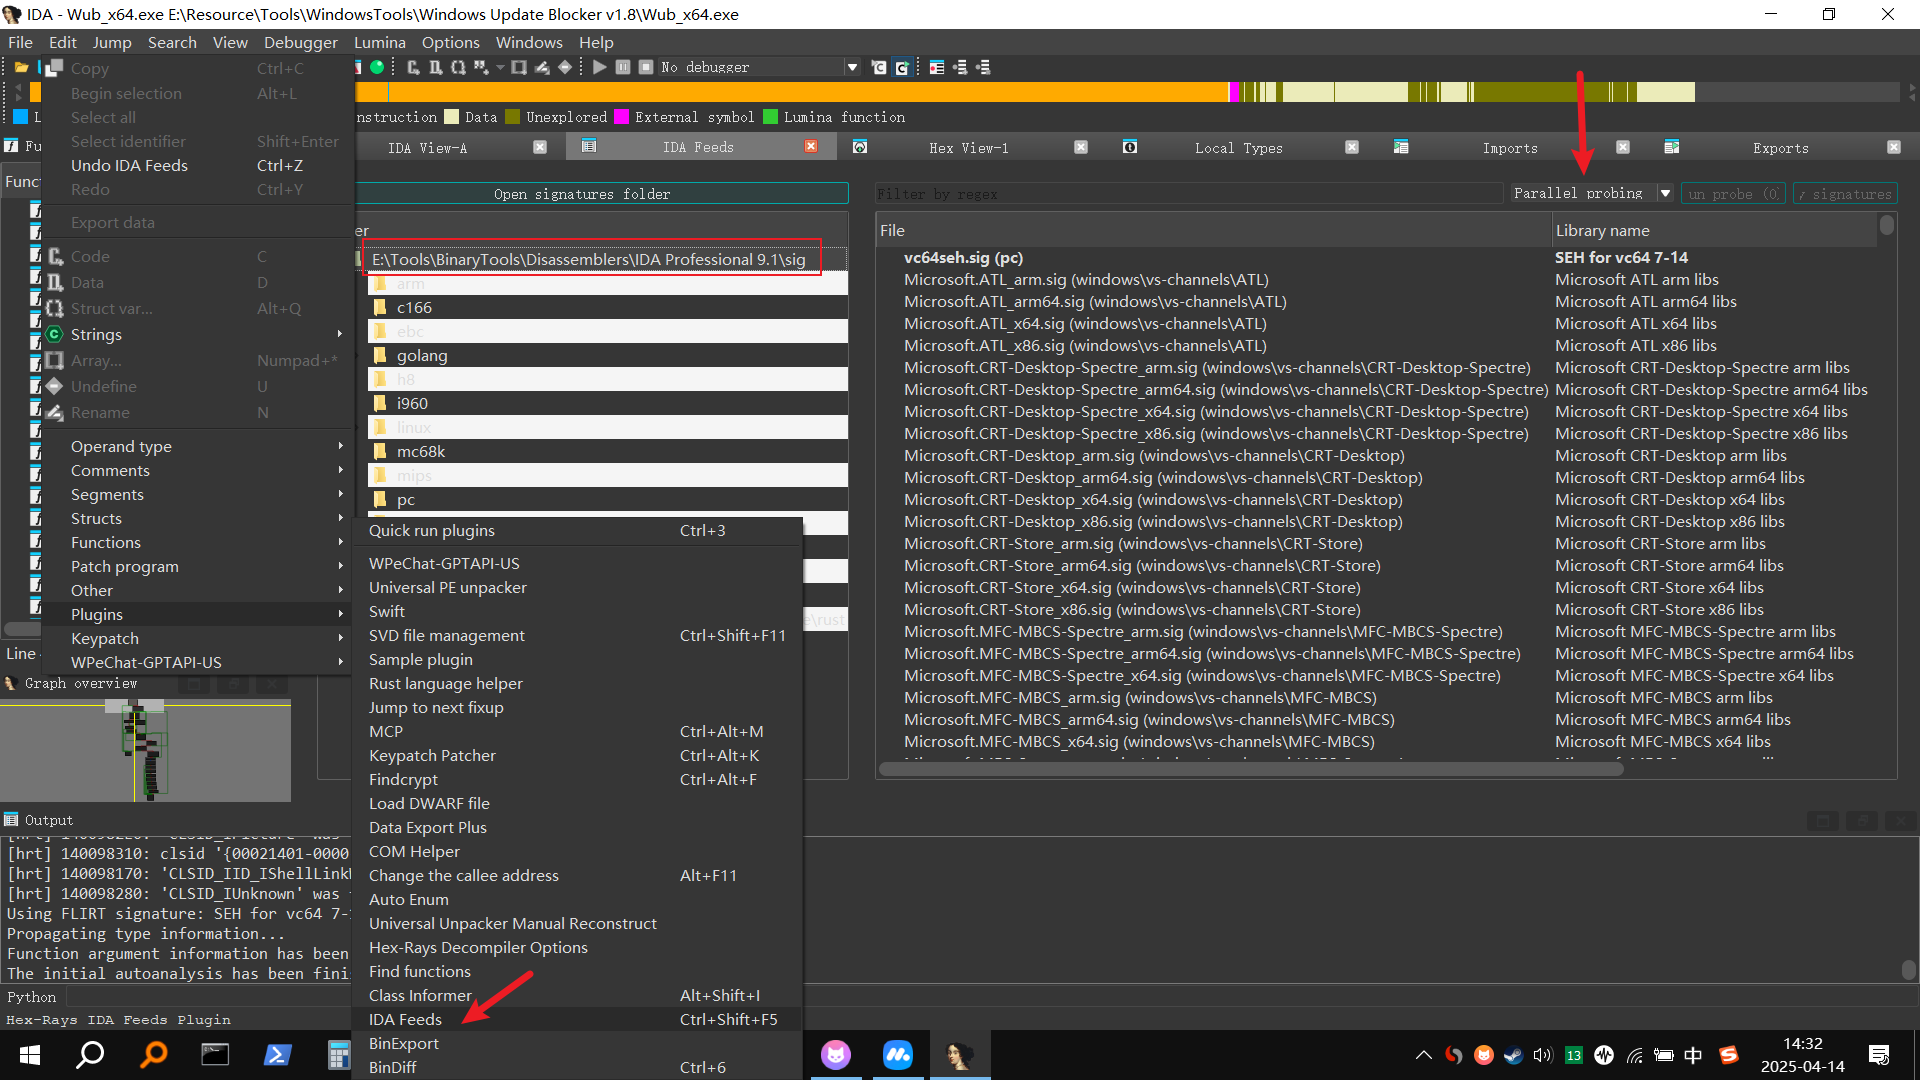 IDA - Wub_x64.exe E:\Resource\Tools\WindowsTools\Windows Update Blocker v1.8\Wub_x64.exe
File Edit Jump Search View Debugger Lumina Options Windows Help
No debugger
Data Unexplored External symbol Lumina function
IDA View-A IDA Feeds Hex View-1 Local Types Imports Exports
Copy Ctrl+C
Begin selection Alt+L
Select all
Select identifier Shift+Enter
Undo IDA Feeds Ctrl+Z
Redo Ctrl+Y
Export data
Code C
Data D
Struct var... Alt+Q
Strings
Array... Numpad+*
Undefine U
Rename N
Operand type
Comments
Segments
Structs
Functions
Patch program
Other
Plugins
Keypatch
WPeChat-GPTAPI-US
Open signatures folder
E:\Tools\BinaryTools\Disassemblers\IDA Professional 9.1\sig
arm
c166
ebc
golang
h8
i960
linux
mc68k
mips
pc
Quick run plugins Ctrl+3
WPeChat-GPTAPI-US
Universal PE unpacker
Swift
SVD file management Ctrl+Shift+F11
Sample plugin
Rust language helper
Jump to next fixup
MCP Ctrl+Alt+M
Keypatch Patcher Ctrl+Alt+K
Findcrypt Ctrl+Alt+F
Load DWARF file
Data Export Plus
COM Helper
Change the callee address Alt+F11
Auto Enum
Universal Unpacker Manual Reconstruct
Hex-Rays Decompiler Options
Find functions
Class Informer Alt+Shift+I
IDA Feeds Ctrl+Shift+F5
BinExport
BinDiff Ctrl+6
Filter by regex Parallel probing un probe (0) signatures
File Library name
vc64seh.sig (pc) SEH for vc64 7-14
Microsoft.ATL_arm.sig (windows\vs-channels\ATL) Microsoft ATL arm libs
Microsoft.ATL_arm64.sig (windows\vs-channels\ATL) Microsoft ATL arm64 libs
Microsoft.ATL_x64.sig (windows\vs-channels\ATL) Microsoft ATL x64 libs
Microsoft.ATL_x86.sig (windows\vs-channels\ATL) Microsoft ATL x86 libs
Microsoft.CRT-Desktop-Spectre_arm.sig (windows\vs-channels\CRT-Desktop-Spectre) Microsoft CRT-Desktop-Spectre arm libs
Microsoft.CRT-Desktop-Spectre_arm64.sig (windows\vs-channels\CRT-Desktop-Spectre) Microsoft CRT-Desktop-Spectre arm64 libs
Microsoft.CRT-Desktop-Spectre_x64.sig (windows\vs-channels\CRT-Desktop-Spectre) Microsoft CRT-Desktop-Spectre x64 libs
Microsoft.CRT-Desktop-Spectre_x86.sig (windows\vs-channels\CRT-Desktop-Spectre) Microsoft CRT-Desktop-Spectre x86 libs
Microsoft.CRT-Desktop_arm.sig (windows\vs-channels\CRT-Desktop) Microsoft CRT-Desktop arm libs
Microsoft.CRT-Desktop_arm64.sig (windows\vs-channels\CRT-Desktop) Microsoft CRT-Desktop arm64 libs
Microsoft.CRT-Desktop_x64.sig (windows\vs-channels\CRT-Desktop) Microsoft CRT-Desktop x64 libs
Microsoft.CRT-Desktop_x86.sig (windows\vs-channels\CRT-Desktop) Microsoft CRT-Desktop x86 libs
Microsoft.CRT-Store_arm.sig (windows\vs-channels\CRT-Store) Microsoft CRT-Store arm libs
Microsoft.CRT-Store_arm64.sig (windows\vs-channels\CRT-Store) Microsoft CRT-Store arm64 libs
Microsoft.CRT-Store_x64.sig (windows\vs-channels\CRT-Store) Microsoft CRT-Store x64 libs
Microsoft.CRT-Store_x86.sig (windows\vs-channels\CRT-Store) Microsoft CRT-Store x86 libs
Microsoft.MFC-MBCS-Spectre_arm.sig (windows\vs-channels\MFC-MBCS-Spectre) Microsoft MFC-MBCS-Spectre arm libs
Microsoft.MFC-MBCS-Spectre_arm64.sig (windows\vs-channels\MFC-MBCS-Spectre) Microsoft MFC-MBCS-Spectre arm64 libs
Microsoft.MFC-MBCS-Spectre_x64.sig (windows\vs-channels\MFC-MBCS-Spectre) Microsoft MFC-MBCS-Spectre x64 libs
Microsoft.MFC-MBCS_arm.sig (windows\vs-channels\MFC-MBCS) Microsoft MFC-MBCS arm libs
Microsoft.MFC-MBCS_arm64.sig (windows\vs-channels\MFC-MBCS) Microsoft MFC-MBCS arm64 libs
Microsoft.MFC-MBCS_x64.sig (windows\vs-channels\MFC-MBCS) Microsoft MFC-MBCS x64 libs
Line
Graph overview
Output
[hrt] 140098310: clsid '{00021401-0000
[hrt] 140098170: 'CLSID_IID_IShellLink
[hrt] 140098280: 'CLSID_IUnknown' was
Using FLIRT signature: SEH for vc64 7-1
Propagating type information...
Function argument information has been
The initial autoanalysis has been fini
Python
Hex-Rays IDA Feeds Plugin
13 中 14:32
2025-04-14